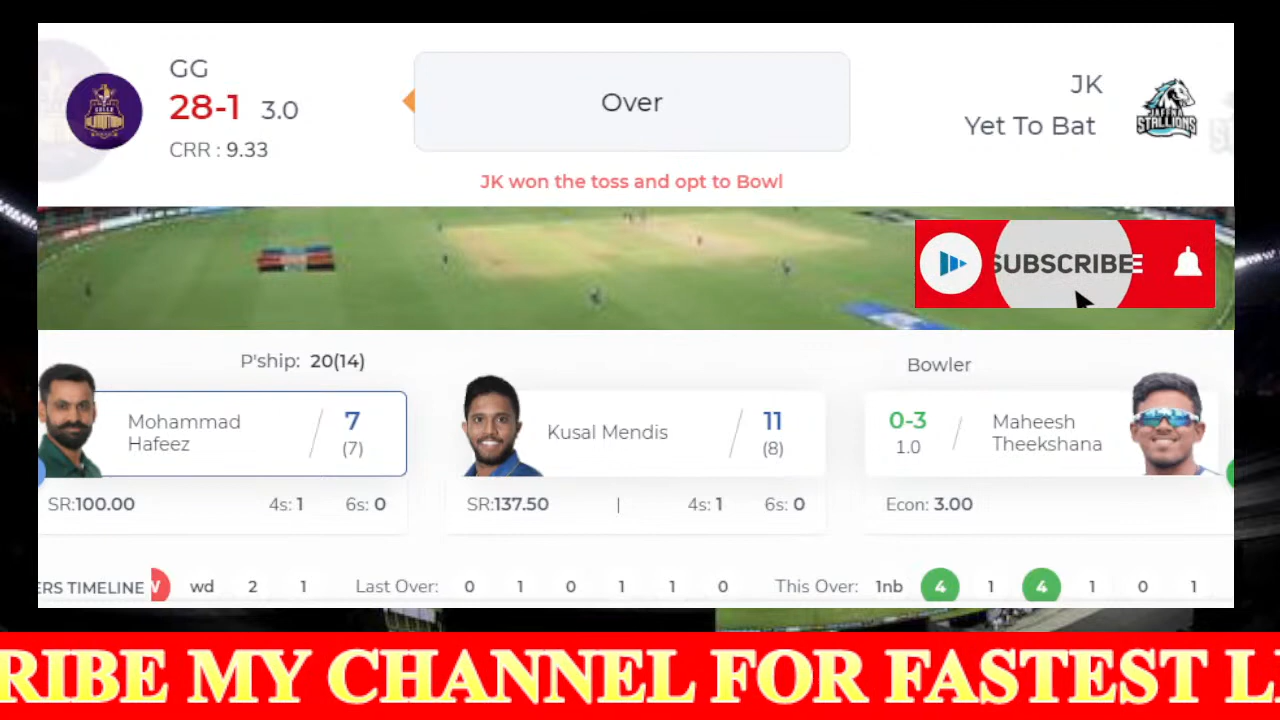 GG
28-1 3.0
CRR : 9.33
Over
JK won the toss and opt to Bowl
JK
Yet To Bat
JAFFNA
STALLIONS
SUBSCRIBE
P'ship: 20(14)
Bowler
Mohammad
Hafeez
7
(7)
Kusal Mendis
11
(8)
0-3
1.0
Maheesh
Theekshana
SR:100.00 4s: 1 6s: 0
SR:137.50 | 4s: 1 6s: 0
Econ: 3.00
ERS TIMELINE W wd 2 1 Last Over: 0 1 0 1 1 0 This Over: 1nb 4 1 4 1 0 1
RIBE MY CHANNEL FOR FASTEST L